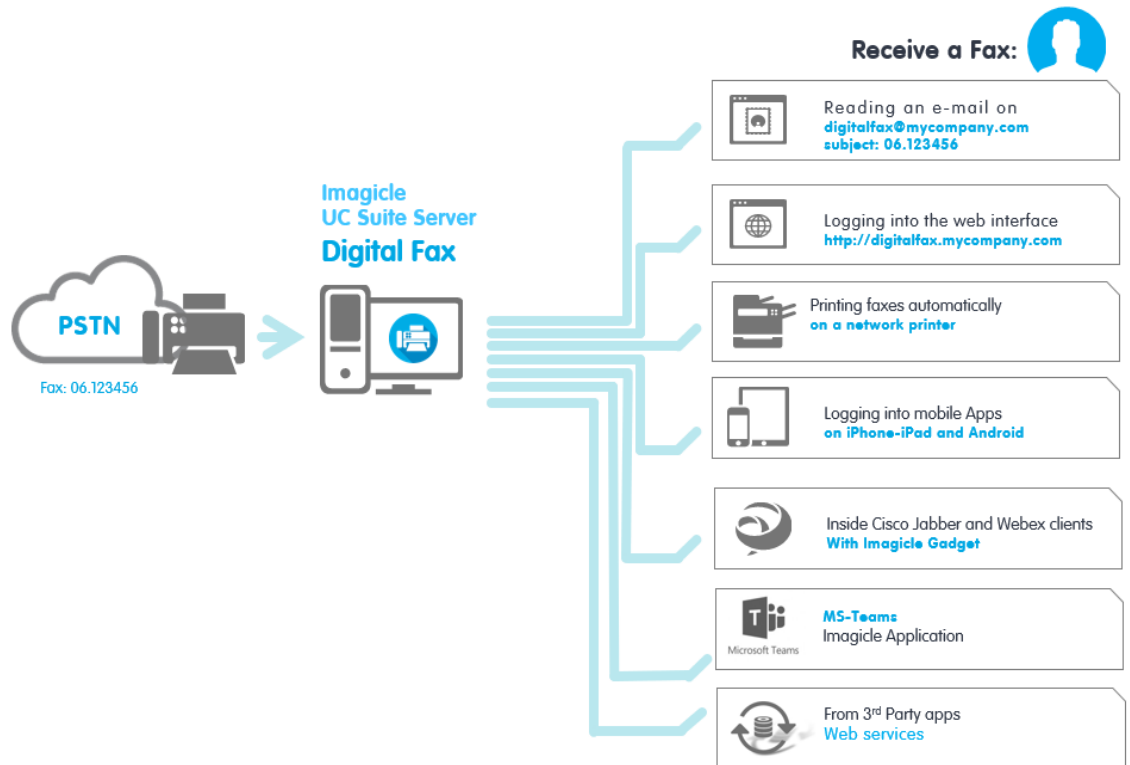 Receive a Fax:
Reading an e-mail on
digitalfax@mycompany.com
subject: 06.123456
Imagicle
UC Suite Server
Digital Fax
Logging into the web interface
http://digitalfax.mycompany.com
PSTN
Fax: 06.123456
Printing faxes automatically
on a network printer
Logging into mobile Apps
on iPhone-iPad and Android
Inside Cisco Jabber and Webex clients
With Imagicle Gadget
T
Microsoft Teams
MS-Teams
Imagicle Application
From 3rd Party apps
Web services